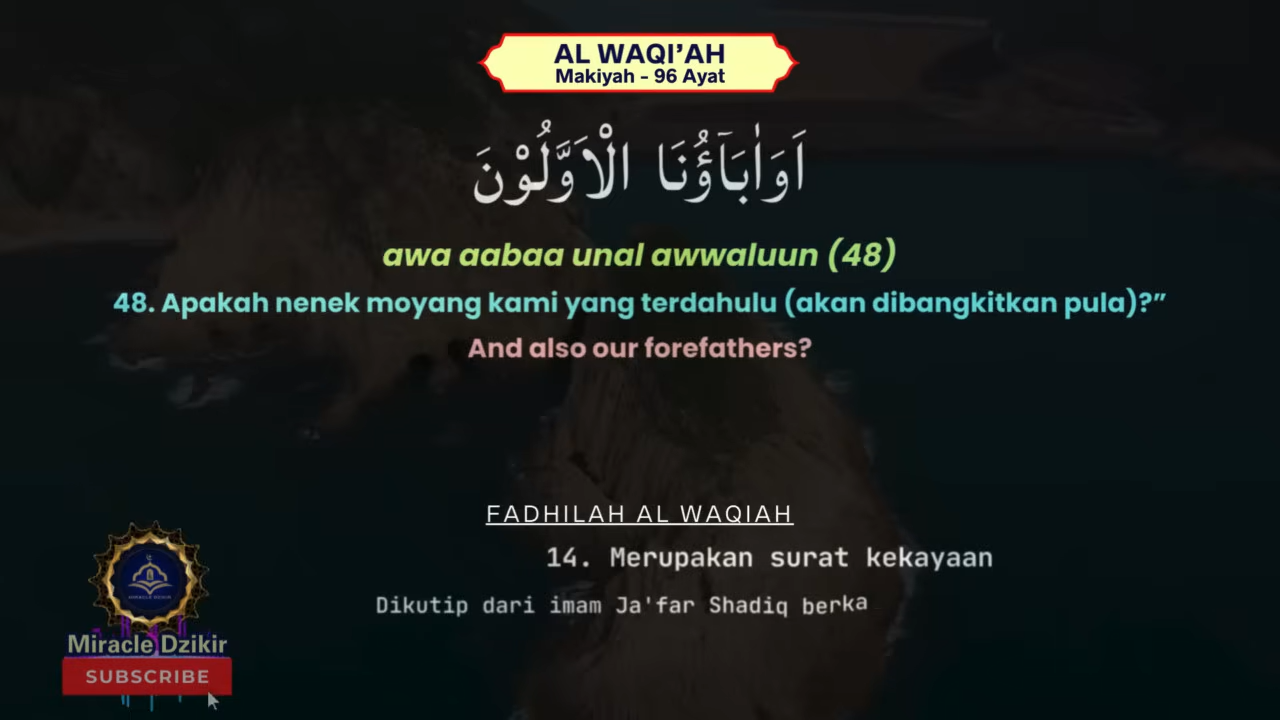 AL WAQI’AH
Makiyah - 96 Ayat
اَوَاٰبَاۤؤُنَا الْاَوَّلُوْنَ
awa aabaa unal awwaluun (48)
48. Apakah nenek moyang kami yang terdahulu (akan dibangkitkan pula)?”
And also our forefathers?
FADHILAH AL WAQIAH
14. Merupakan surat kekayaan
Dikutip dari imam Ja'far Shadiq berka
MIRACLE DZIKIR
Miracle Dzikir
SUBSCRIBE